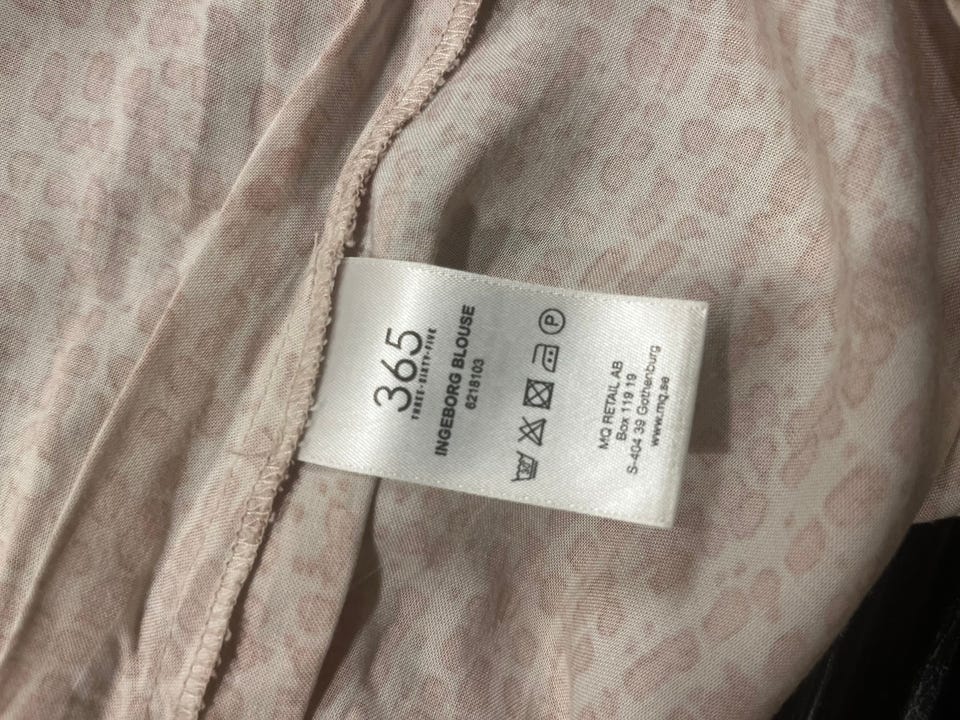 365
THREE-SIXTY-FIVE
INGEBORG BLOUSE
6218103
30 P
MQ RETAIL AB
Box 119 19
S-404 39 Gothenburg
www.mq.se